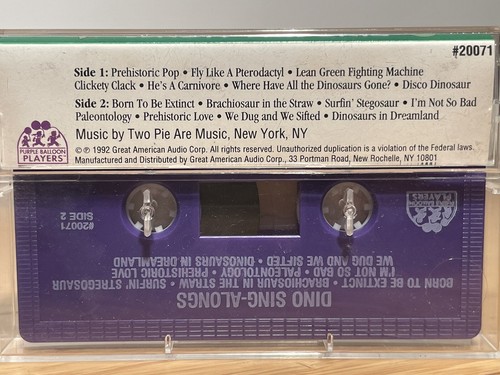 #20071
Side 1: Prehistoric Pop • Fly Like A Pterodactyl • Lean Green Fighting Machine
Clickety Clack • He's A Carnivore • Where Have All the Dinosaurs Gone? • Disco Dinosaur
Side 2: Born To Be Extinct • Brachiosaur in the Straw • Surfin' Stegosaur • I'm Not So Bad
Paleontology • Prehistoric Love • We Dug and We Sifted • Dinosaurs in Dreamland
Music by Two Pie Are Music, New York, NY
PURPLE BALLOON
PLAYERS™
© ℗ 1992 Great American Audio Corp. All rights reserved. Unauthorized duplication is a violation of the Federal laws.
Manufactured and Distributed by Great American Audio Corp., 33 Portman Road, New Rochelle, NY 10801
DINO SING-ALONGS
BORN TO BE EXTINCT • BRACHIOSAUR IN THE STRAW • SURFIN' STREGOSAUR
I'M NOT SO BAD • PALEONTOLOGY • PREHISTORIC LOVE
WE DUG AND WE SIFTED • DINOSAURS IN DREAMLAND
PURPLE BALLOON
PLAYERS
SIDE 2
#20071